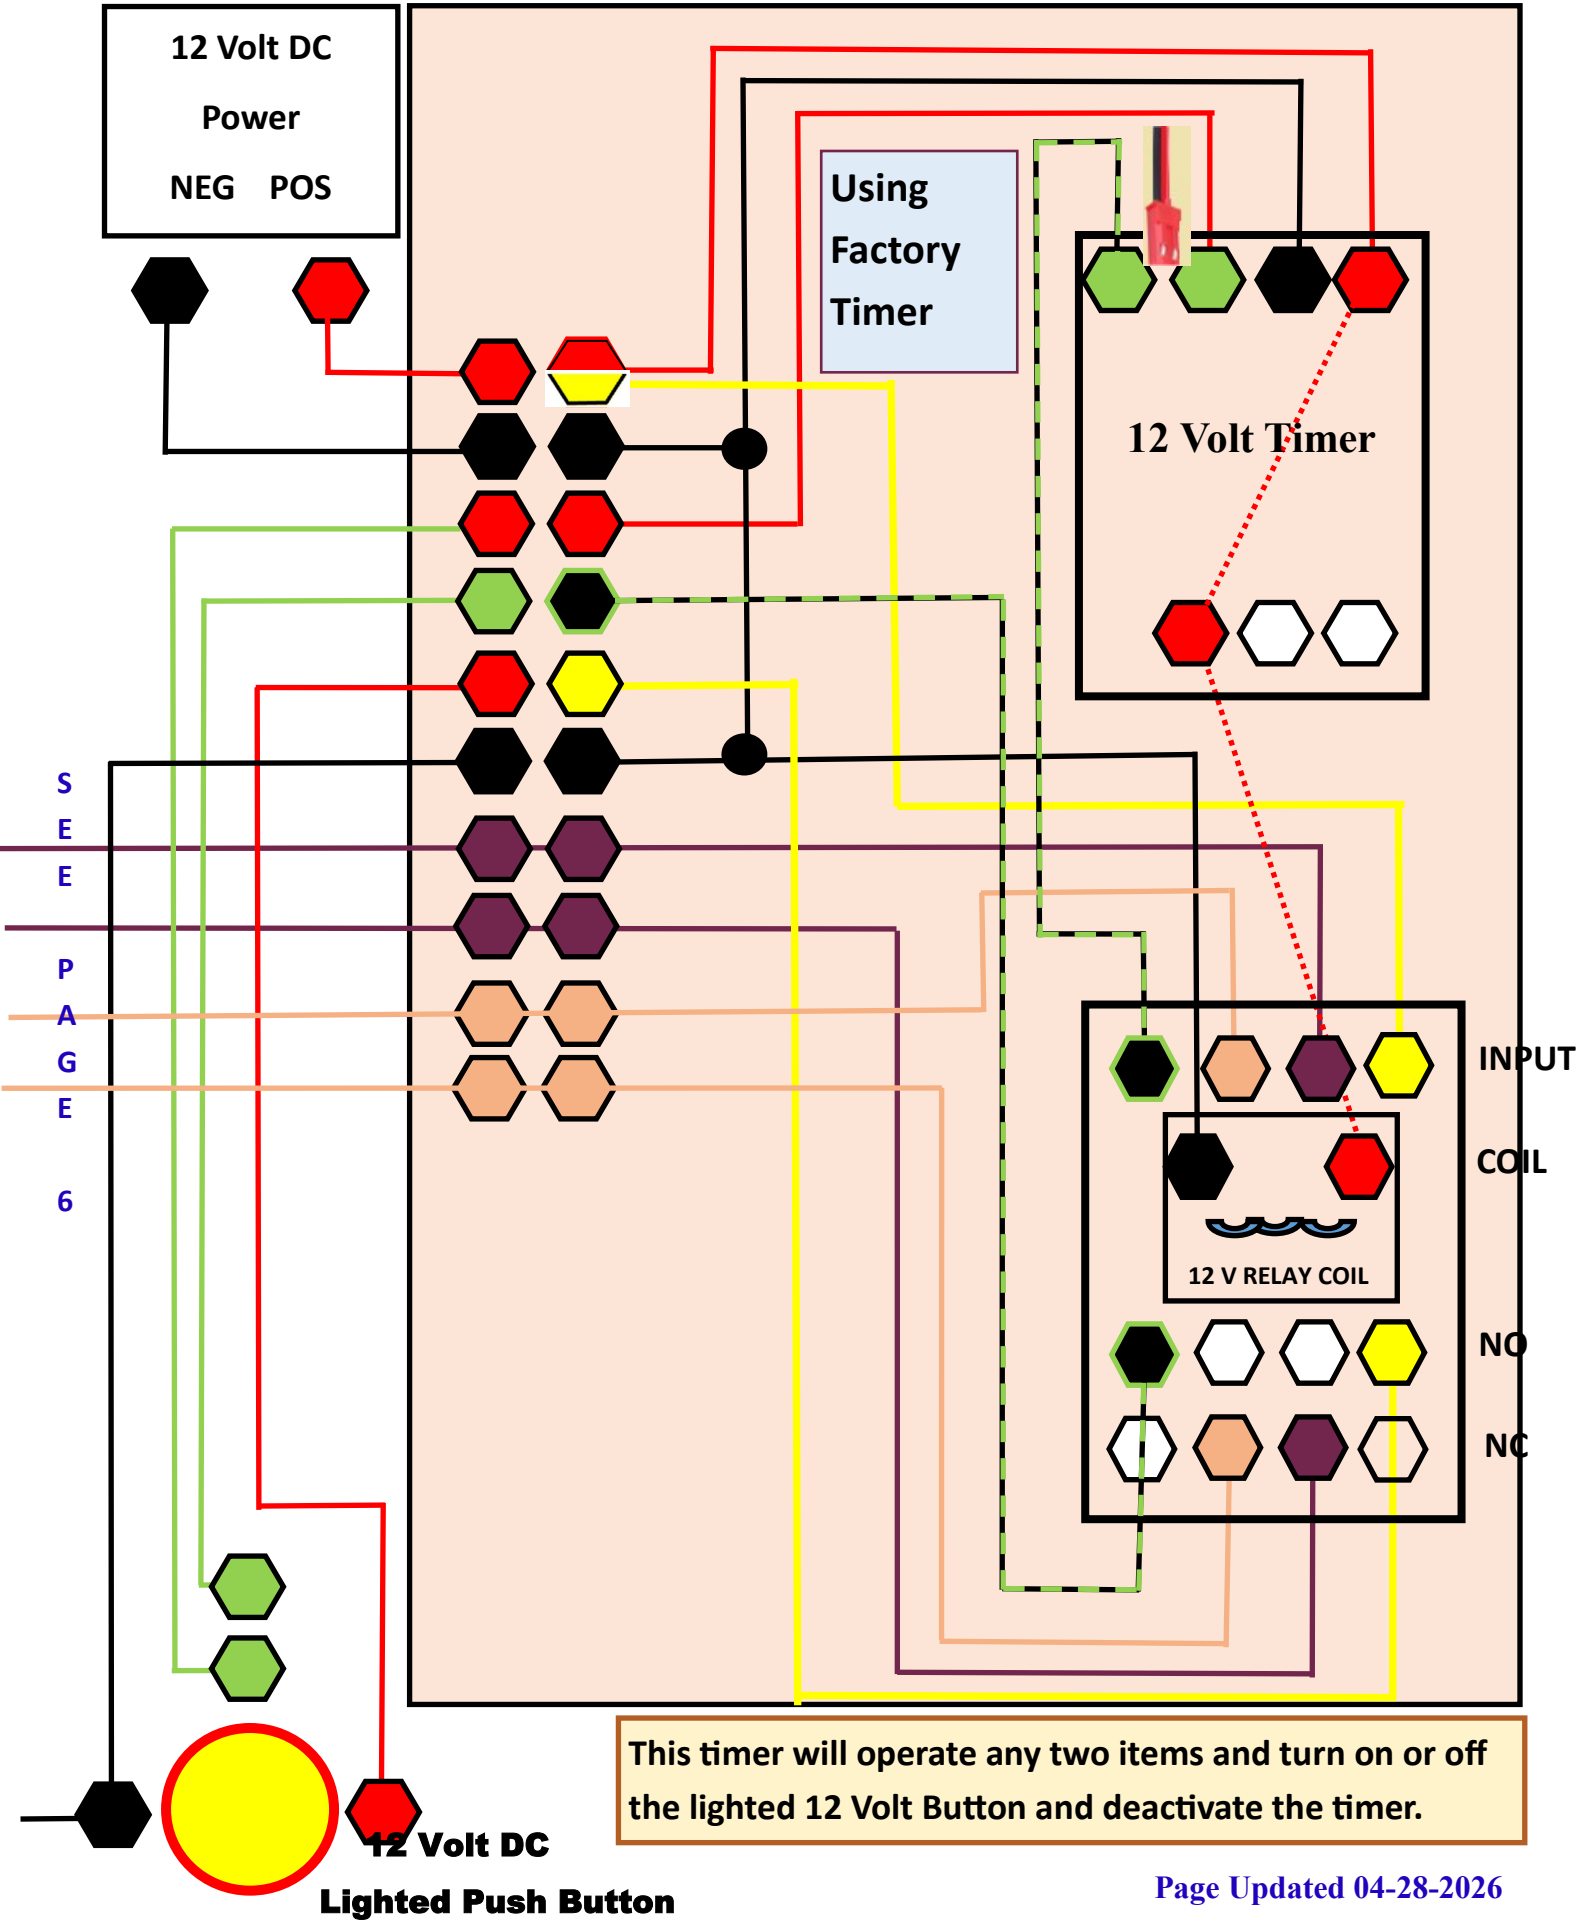 12 Volt DC
Power
NEG POS
Using
Factory
Timer
12 Volt Timer
S
E
E
P
A
G
E
6
INPUT
COIL
12 V RELAY COIL
NO
NC
This timer will operate any two items and turn on or off
the lighted 12 Volt Button and deactivate the timer.
12 Volt DC
Lighted Push Button
Page Updated 04-28-2026